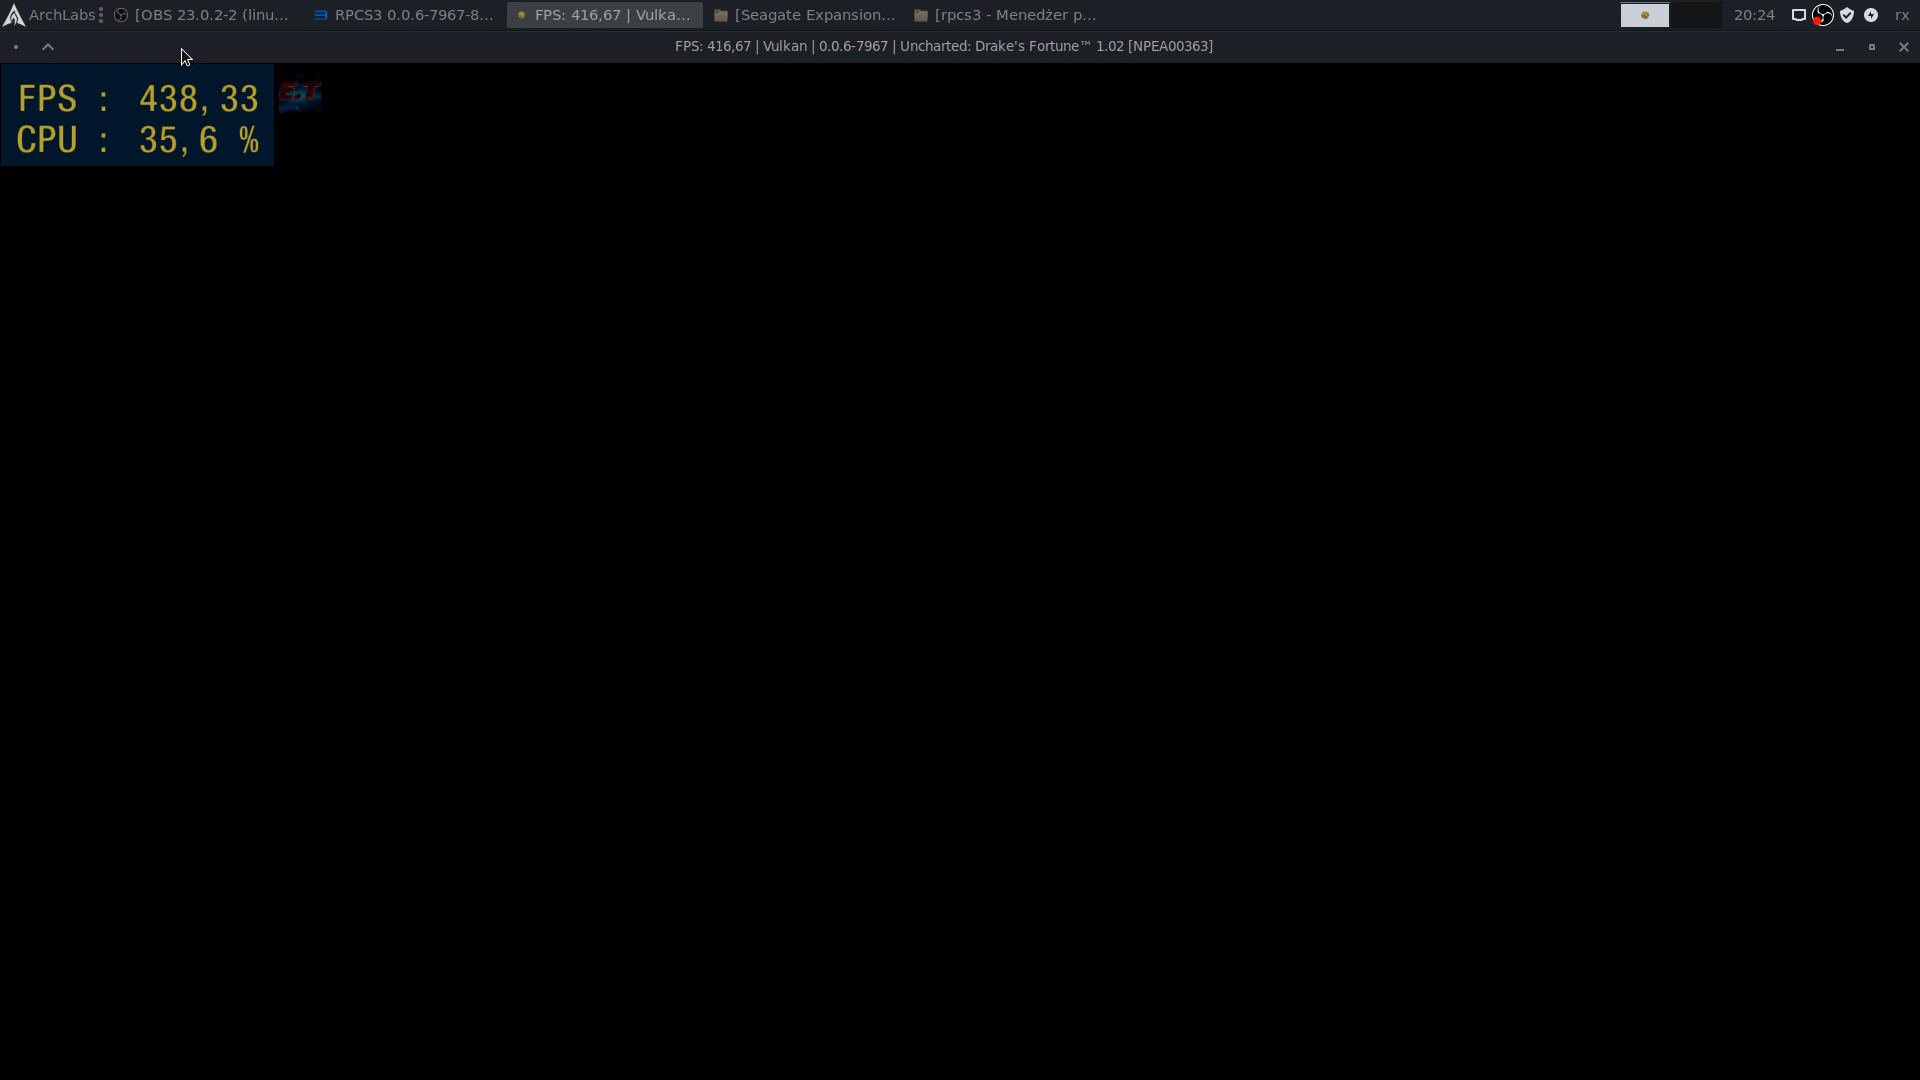 ArchLabs
[OBS 23.0.2-2 (linu...
RPCS3 0.0.6-7967-8...
FPS: 416,67 | Vulka...
[Seagate Expansion...
[rpcs3 - Menedżer p...
20:24
rx
FPS: 416,67 | Vulkan | 0.0.6-7967 | Uncharted: Drake's Fortune™ 1.02 [NPEA00363]
FPS : 438,33
CPU : 35,6 %
E.T